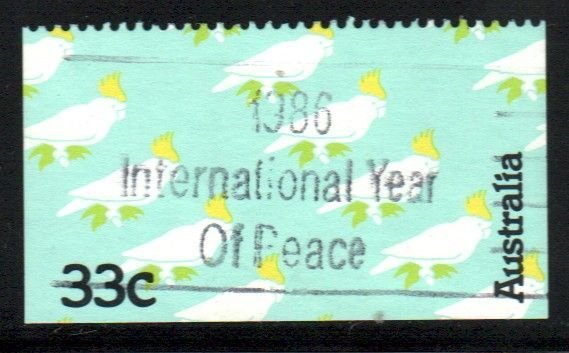 1986
International Year
Of Peace
33c
Australia